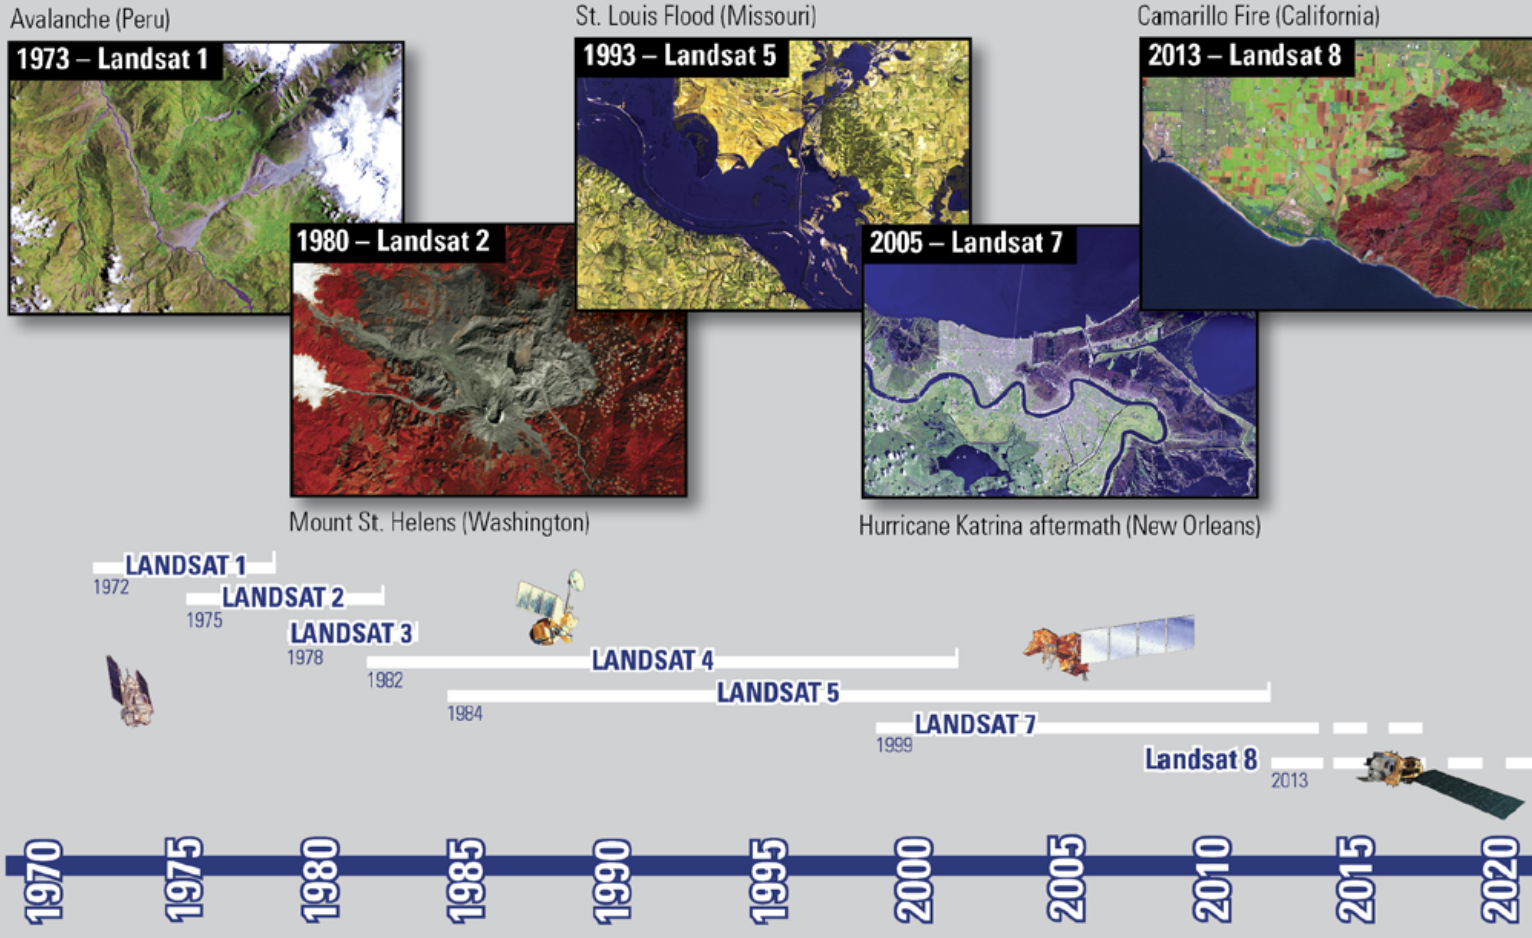 Avalanche (Peru)
1973 – Landsat 1
1980 – Landsat 2
Mount St. Helens (Washington)
St. Louis Flood (Missouri)
1993 – Landsat 5
2005 – Landsat 7
Hurricane Katrina aftermath (New Orleans)
Camarillo Fire (California)
2013 – Landsat 8
LANDSAT 1
1972
LANDSAT 2
1975
LANDSAT 3
1978
LANDSAT 4
1982
LANDSAT 5
1984
LANDSAT 7
1999
Landsat 8
2013
1970
1975
1980
1985
1990
1995
2000
2005
2010
2015
2020